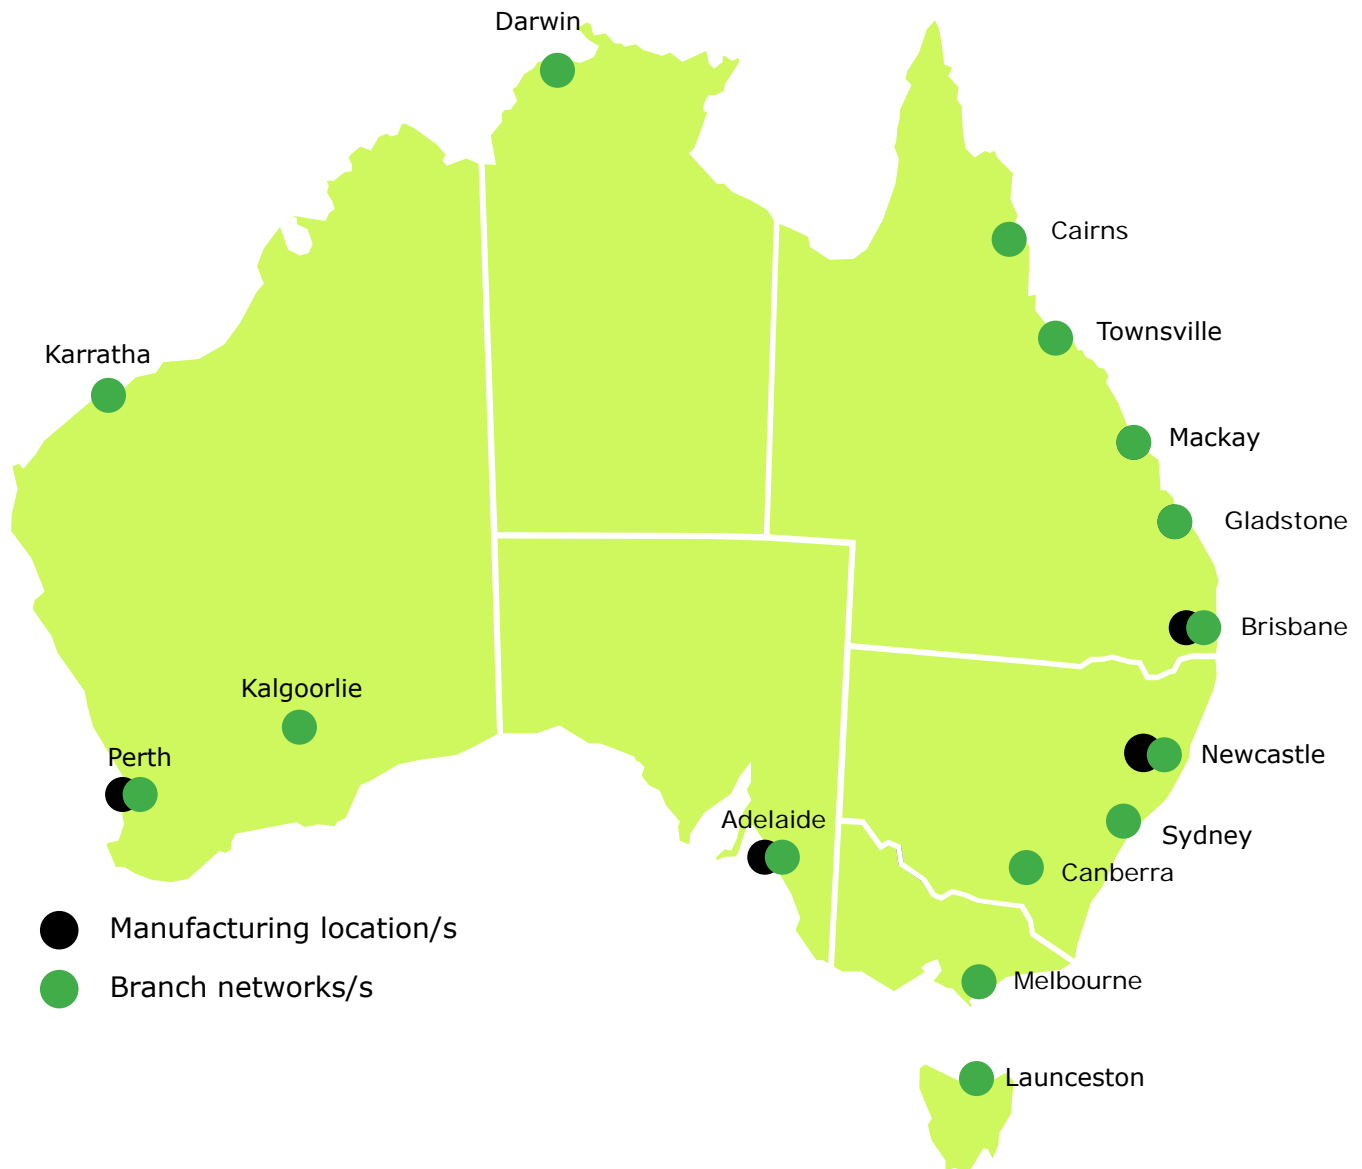 Darwin
Cairns
Townsville
Karratha
Mackay
Gladstone
Brisbane
Kalgoorlie
Perth
Newcastle
Adelaide
Sydney
Canberra
Manufacturing location/s
Branch networks/s
Melbourne
Launceston